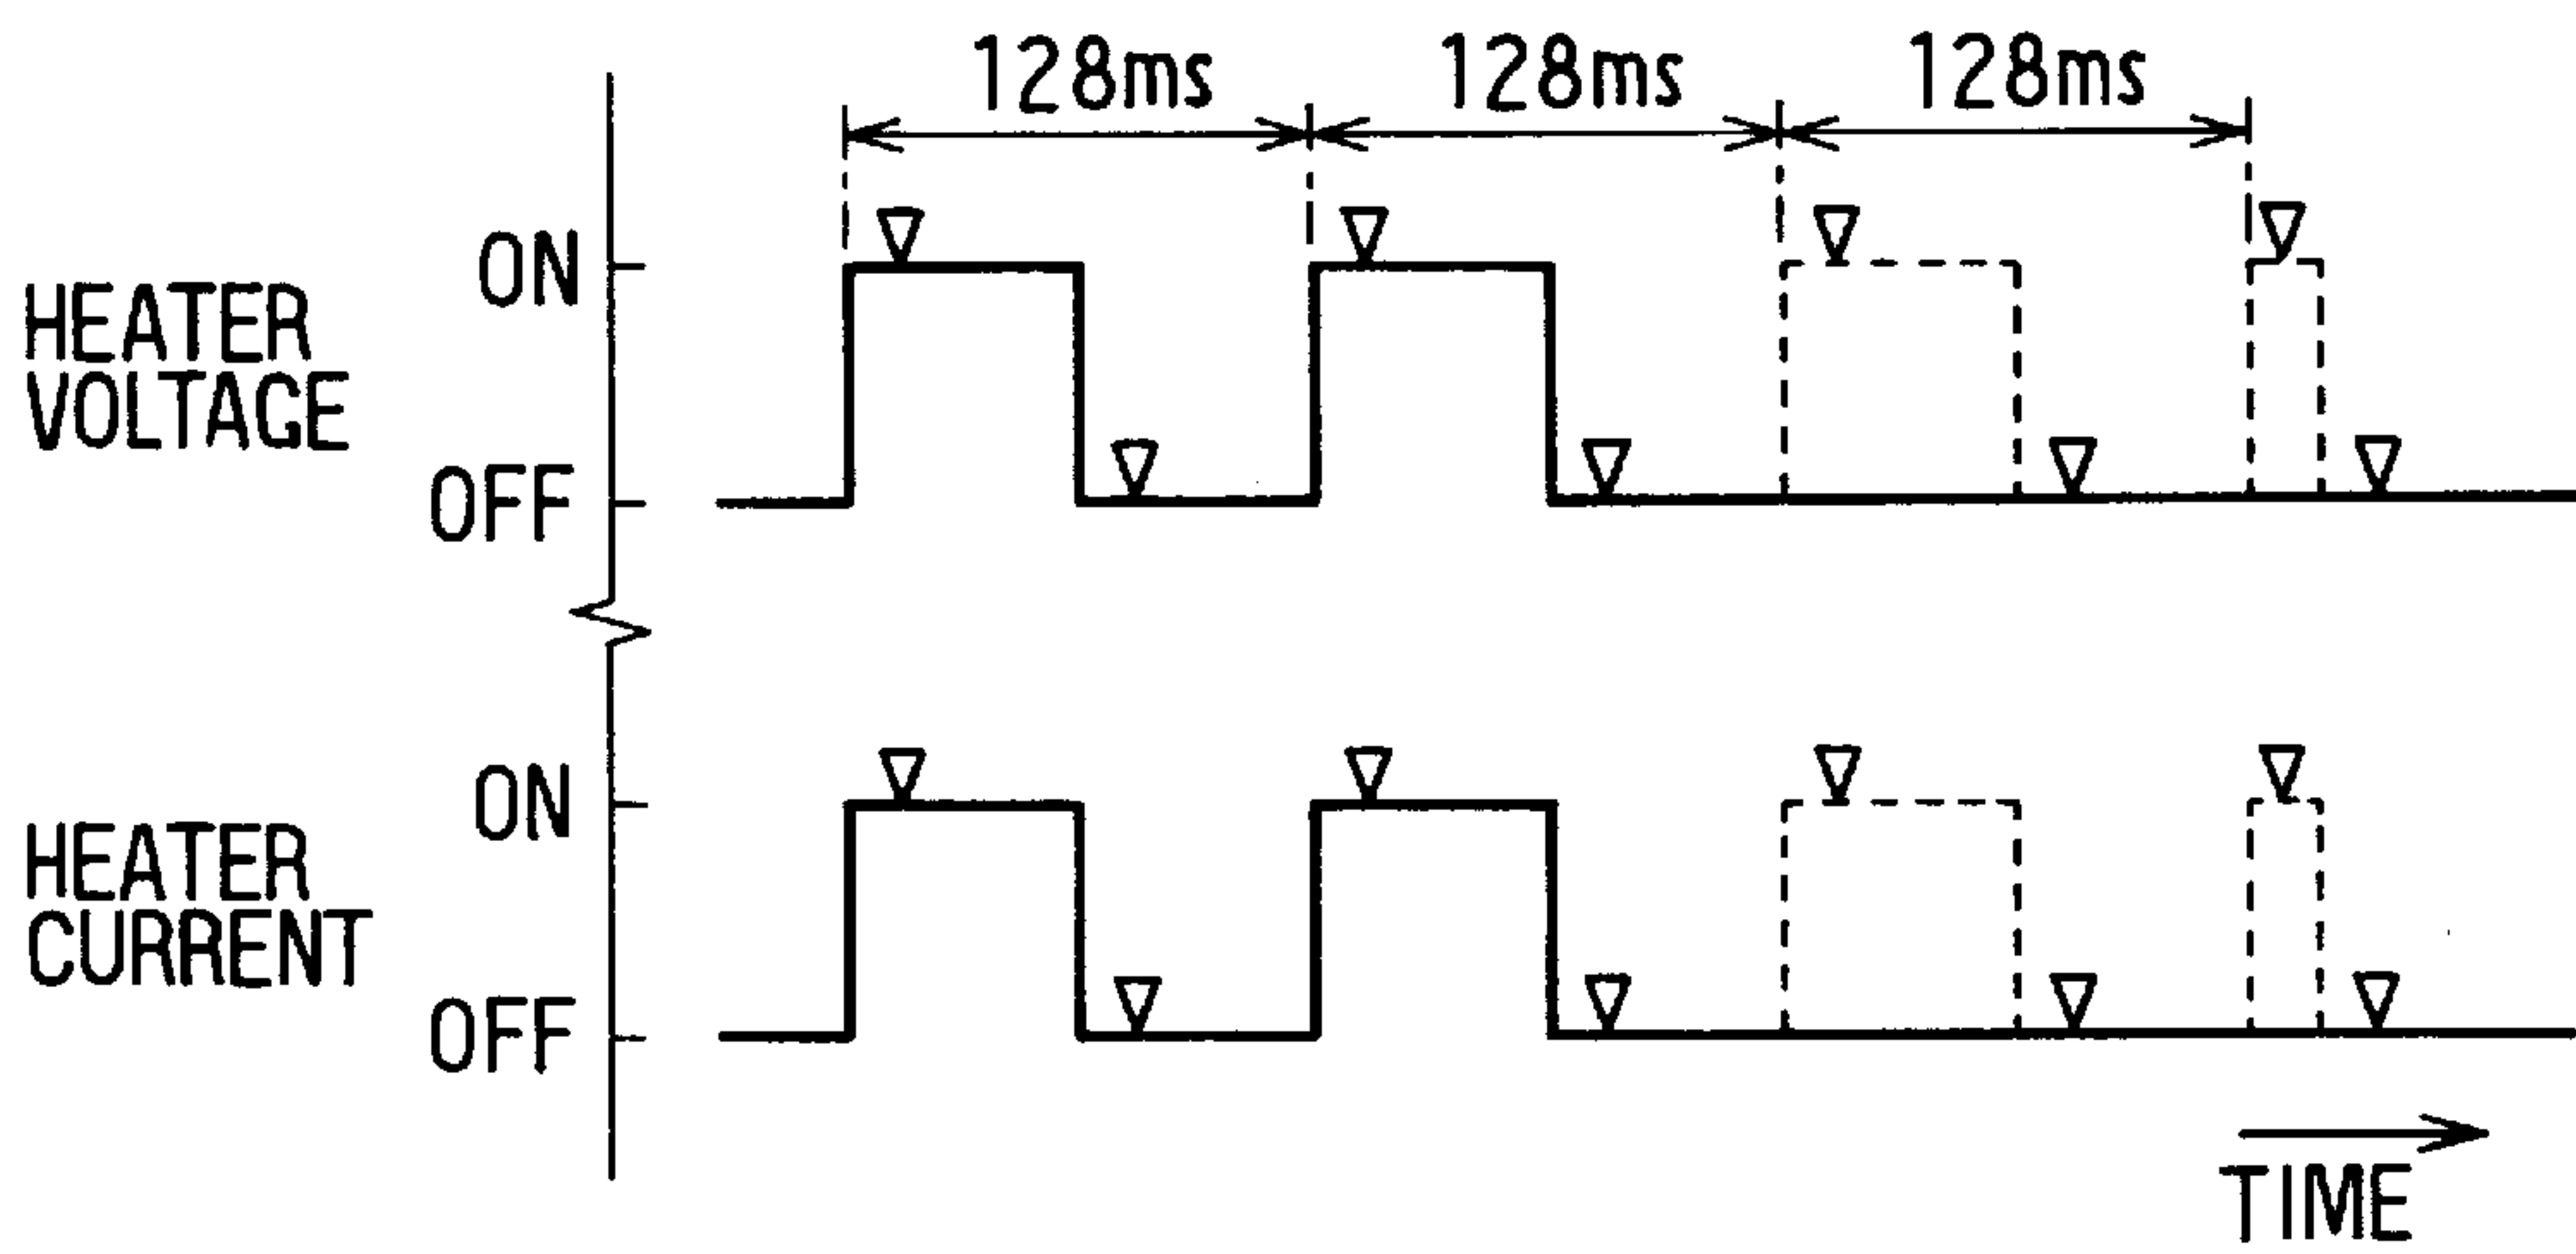 128ms 128ms 128ms
ON
HEATER
VOLTAGE
OFF
ON
HEATER
CURRENT
OFF
TIME